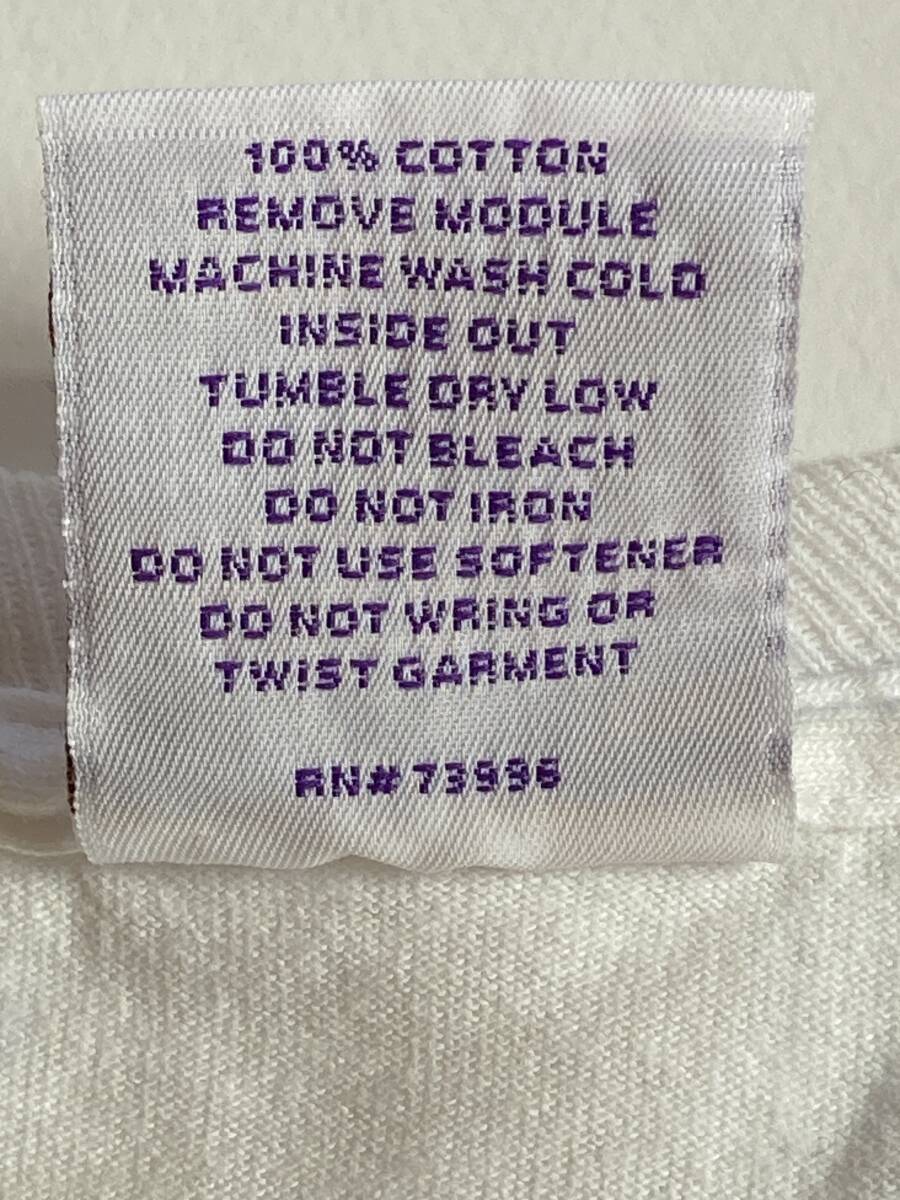 100% COTTON
REMOVE MODULE
MACHINE WASH COLD
INSIDE OUT
TUMBLE DRY LOW
DO NOT BLEACH
DO NOT IRON
DO NOT USE SOFTENER
DO NOT WRING OR
TWIST GARMENT
RN# 73996